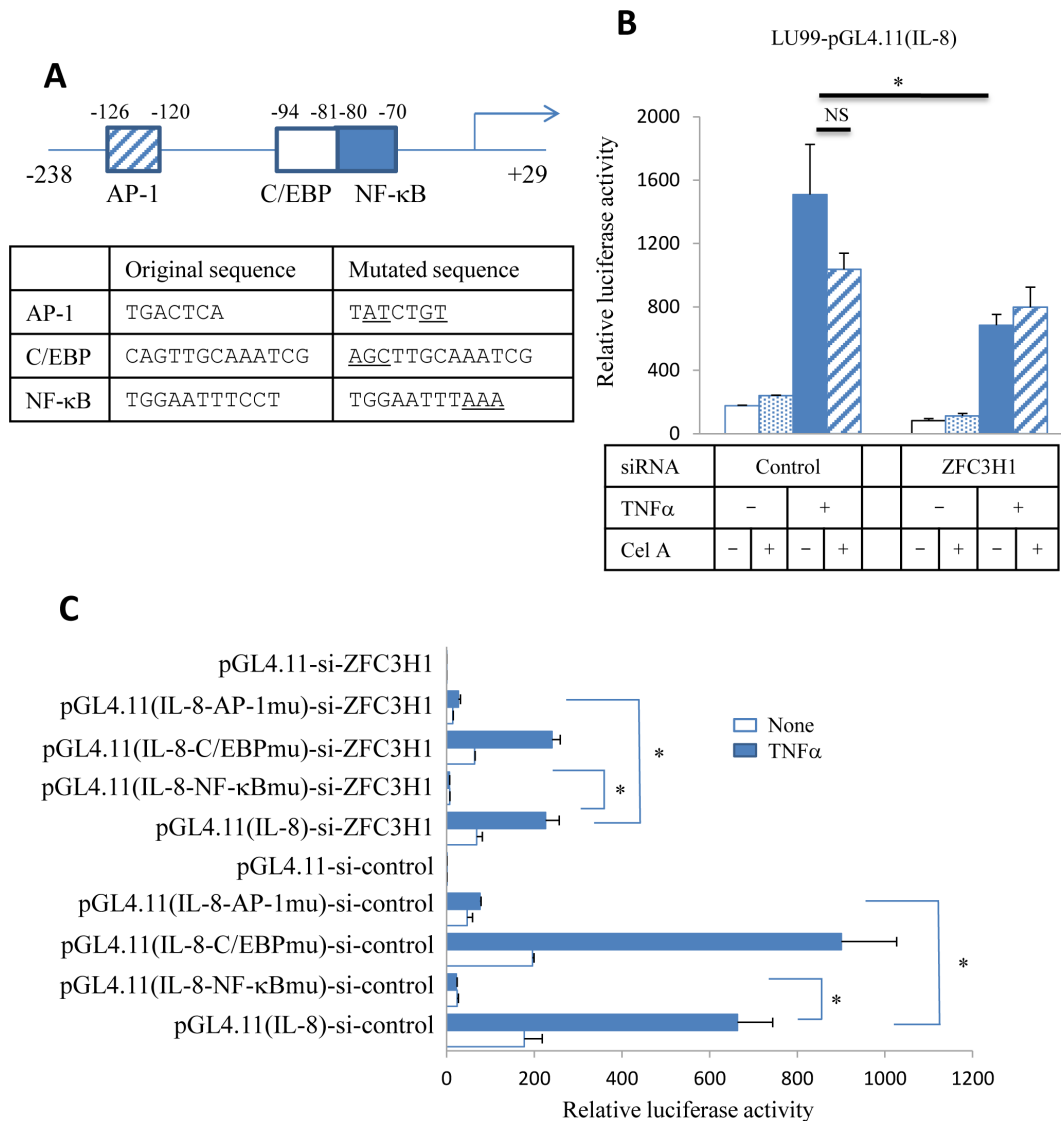 A
-126 -120 -94 -81 -80 -70
-238 +29
AP-1 C/EBP NF-κB
Original sequence Mutated sequence
AP-1 TGACTCA TATCTGT
C/EBP CAGTTGCAAATCG AGCTTGCAAATCG
NF-κB TGGAATTTCCT TGGAATTTAAA
B
LU99-pGL4.11(IL-8)
*
NS
Relative luciferase activity
2000
1600
1200
800
400
0
siRNA Control ZFC3H1
TNFα − + − +
Cel A − + − + − + − +
C
pGL4.11-si-ZFC3H1
pGL4.11(IL-8-AP-1mu)-si-ZFC3H1
pGL4.11(IL-8-C/EBPmu)-si-ZFC3H1
pGL4.11(IL-8-NF-κBmu)-si-ZFC3H1
pGL4.11(IL-8)-si-ZFC3H1
pGL4.11-si-control
pGL4.11(IL-8-AP-1mu)-si-control
pGL4.11(IL-8-C/EBPmu)-si-control
pGL4.11(IL-8-NF-κBmu)-si-control
pGL4.11(IL-8)-si-control
None
TNFα
*
*
*
*
0 200 400 600 800 1000 1200
Relative luciferase activity